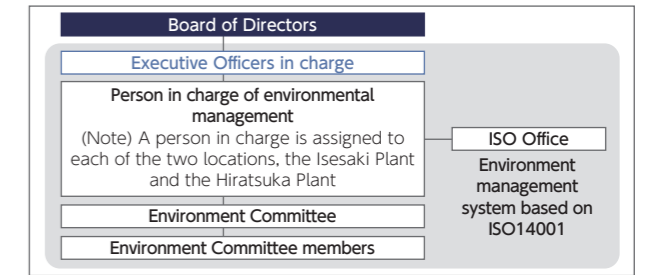 Board of Directors
Executive Officers in charge
Person in charge of environmental
management
(Note) A person in charge is assigned to
each of the two locations, the Isesaki Plant
and the Hiratsuka Plant
ISO Office
Environment
management
system based on
ISO14001
Environment Committee
Environment Committee members